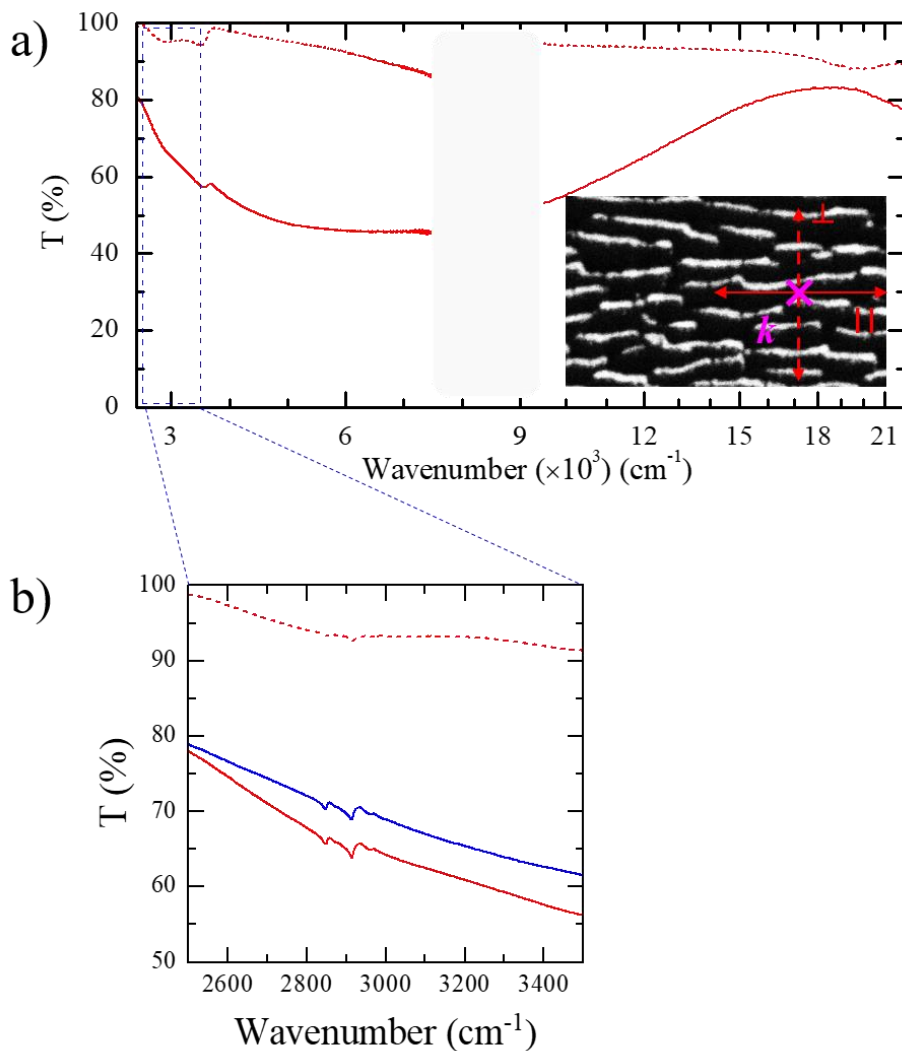 a)
100
80
60
40
20
0
T (%)
3 6 9 12 15 18 21
Wavenumber (×10³) (cm⁻¹)
⊥
k
||
b)
100
90
80
70
60
50
T (%)
2600 2800 3000 3200 3400
Wavenumber (cm⁻¹)